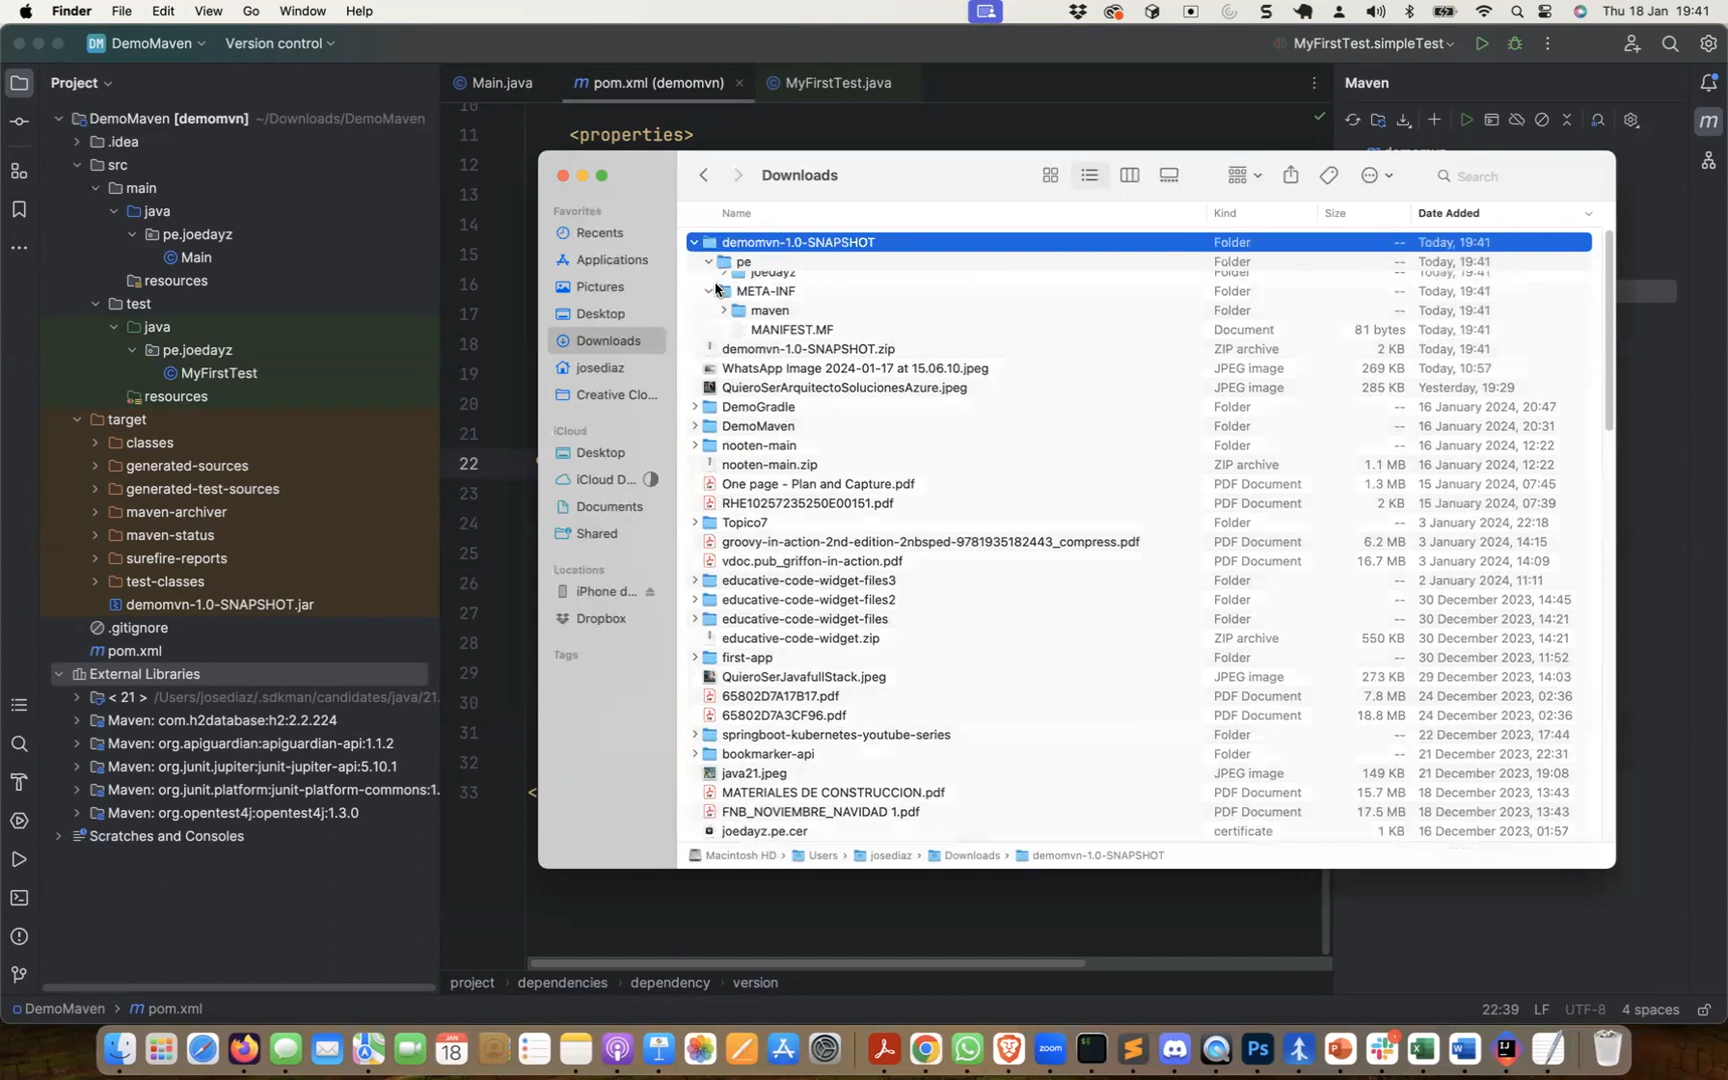 Finder File Edit View Go Window Help Thu 18 Jan 19:41
DM DemoMaven Version control MyFirstTest.simpleTest
Project
Main.java
pom.xml (demomvn)
MyFirstTest.java
Maven
DemoMaven [demomvn] ~/Downloads/DemoMaven
.idea
src
main
java
pe.joedayz
Main
resources
test
java
pe.joedayz
MyFirstTest
resources
target
classes
generated-sources
generated-test-sources
maven-archiver
maven-status
surefire-reports
test-classes
demomvn-1.0-SNAPSHOT.jar
.gitignore
pom.xml
External Libraries
< 21 > /Users/josediaz/.sdkman/candidates/java/21.
Maven: com.h2database:h2:2.2.224
Maven: org.apiguardian:apiguardian-api:1.1.2
Maven: org.junit.jupiter:junit-jupiter-api:5.10.1
Maven: org.junit.platform:junit-platform-commons:1.
Maven: org.opentest4j:opentest4j:1.3.0
Scratches and Consoles
10
11 <properties>
12
13
14
15
16
17
18
19
20
21
22
23
24
25
26
27
28
29
30
31
32
33 <
Downloads
Search
Favorites
Recents
Applications
Pictures
Desktop
Downloads
josediaz
Creative Clo...
iCloud
Desktop
iCloud D...
Documents
Shared
Locations
iPhone d...
Dropbox
Tags
Name Kind Size Date Added
demomvn-1.0-SNAPSHOT Folder -- Today, 19:41
pe Folder -- Today, 19:41
joedayz Folder -- Today, 19:41
META-INF Folder -- Today, 19:41
maven Folder -- Today, 19:41
MANIFEST.MF Document 81 bytes Today, 19:41
demomvn-1.0-SNAPSHOT.zip ZIP archive 2 KB Today, 19:41
WhatsApp Image 2024-01-17 at 15.06.10.jpeg JPEG image 269 KB Today, 10:57
QuieroSerArquitectoSolucionesAzure.jpeg JPEG image 285 KB Yesterday, 19:29
DemoGradle Folder -- 16 January 2024, 20:47
DemoMaven Folder -- 16 January 2024, 20:31
nooten-main Folder -- 16 January 2024, 12:22
nooten-main.zip ZIP archive 1.1 MB 16 January 2024, 12:22
One page - Plan and Capture.pdf PDF Document 1.3 MB 15 January 2024, 07:45
RHE10257235250E00151.pdf PDF Document 2 KB 15 January 2024, 07:39
Topico7 Folder -- 3 January 2024, 22:18
groovy-in-action-2nd-edition-2nbsped-9781935182443_compress.pdf PDF Document 6.2 MB 3 January 2024, 14:15
vdoc.pub_griffon-in-action.pdf PDF Document 16.7 MB 3 January 2024, 14:09
educative-code-widget-files3 Folder -- 2 January 2024, 11:11
educative-code-widget-files2 Folder -- 30 December 2023, 14:45
educative-code-widget-files Folder -- 30 December 2023, 14:21
educative-code-widget.zip ZIP archive 550 KB 30 December 2023, 14:21
first-app Folder -- 30 December 2023, 11:52
QuieroSerJavafullStack.jpeg JPEG image 273 KB 29 December 2023, 14:03
65802D7A17B17.pdf PDF Document 7.8 MB 24 December 2023, 02:36
65802D7A3CF96.pdf PDF Document 18.8 MB 24 December 2023, 02:36
springboot-kubernetes-youtube-series Folder -- 22 December 2023, 17:44
bookmarker-api Folder -- 21 December 2023, 22:31
java21.jpeg JPEG image 149 KB 21 December 2023, 19:08
MATERIALES DE CONSTRUCCION.pdf PDF Document 15.7 MB 18 December 2023, 13:43
FNB_NOVIEMBRE_NAVIDAD 1.pdf PDF Document 17.5 MB 18 December 2023, 13:43
joedayz.pe.cer certificate 1 KB 16 December 2023, 01:57
Macintosh HD > Users > josediaz > Downloads > demomvn-1.0-SNAPSHOT
project > dependencies > dependency > version
DemoMaven > pom.xml 22:39 LF UTF-8 4 spaces
JAN
18
zoom
Ps